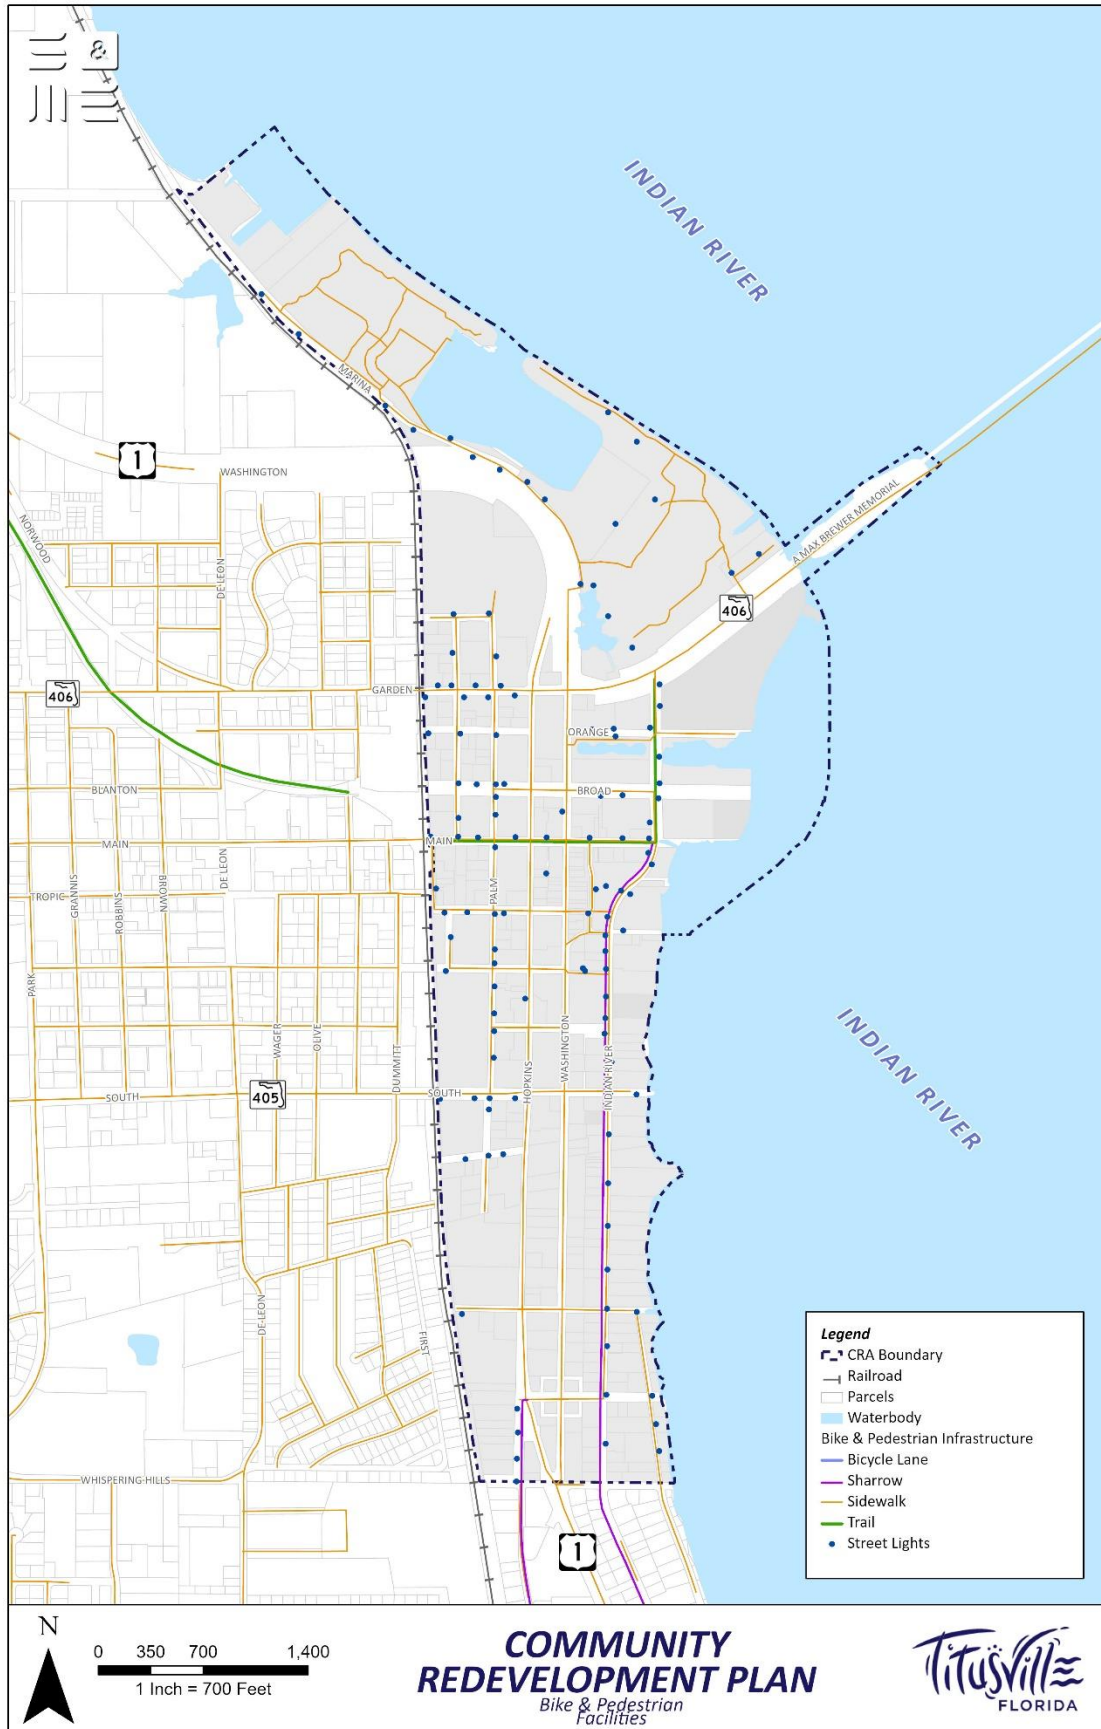 &
INDIAN RIVER
MARINA
1
WASHINGTON
NORWOOD
DE-LEON
A MAX BREWER MEMORIAL
406
406
GARDEN
ORANGE
BLANTON
BROAD
MAIN
MAIN
DE LEON
TROPIC
GRANNIS
ROBBINS
BROWN
PALM
PARK
WAGER
OLIVE
DUMMITT
HOPKINS
WASHINGTON
INDIAN RIVER
INDIAN RIVER
SOUTH
405
SOUTH
DE-LEON
FIRST
WHISPERING HILLS
1
Legend
CRA Boundary
Railroad
Parcels
Waterbody
Bike & Pedestrian Infrastructure
Bicycle Lane
Sharrow
Sidewalk
Trail
Street Lights
N
0 350 700 1,400
1 Inch = 700 Feet
COMMUNITY
REDEVELOPMENT PLAN
Bike & Pedestrian
Facilities
Titusville
FLORIDA